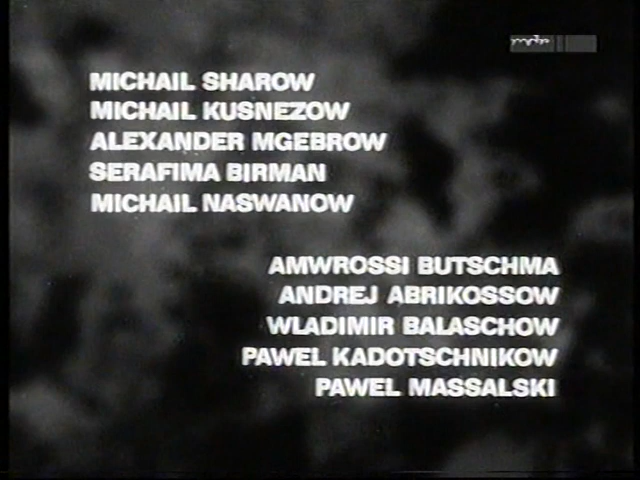 mdr
MICHAIL SHAROW
MICHAIL KUSNEZOW
ALEXANDER MGEBROW
SERAFIMA BIRMAN
MICHAIL NASWANOW
AMWROSSI BUTSCHMA
ANDREJ ABRIKOSSOW
WLADIMIR BALASCHOW
PAWEL KADOTSCHNIKOW
PAWEL MASSALSKI